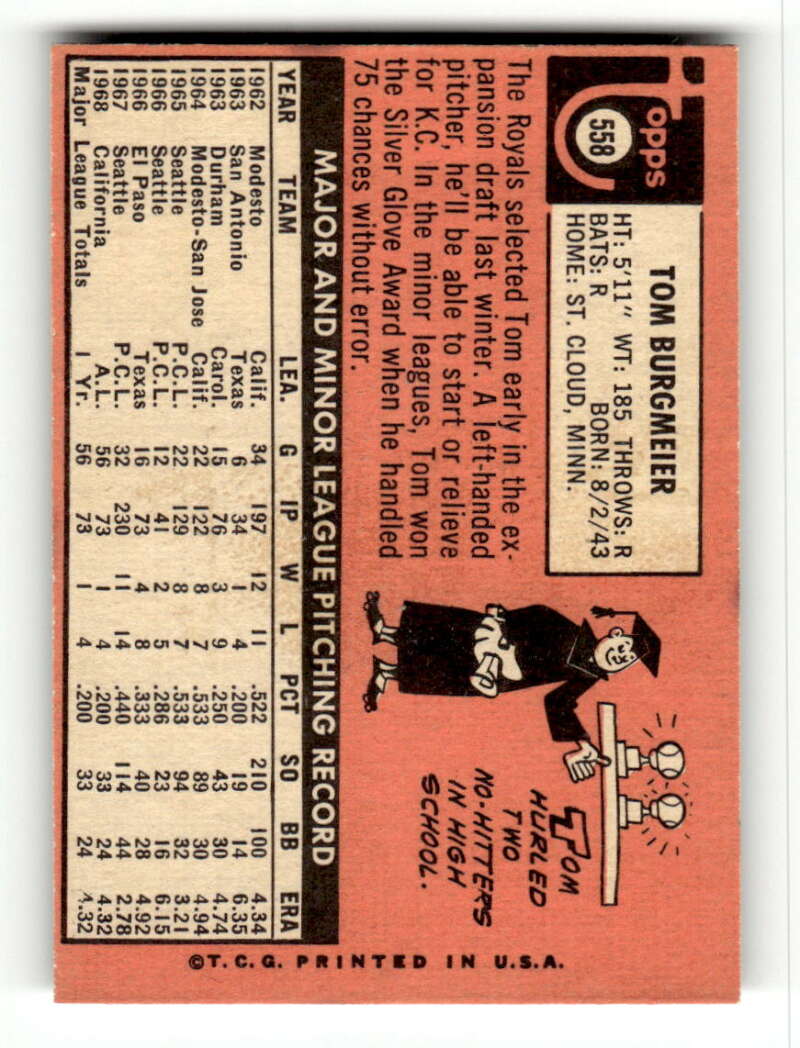 Topps
558
TOM BURGMEIER
HT: 5'11" WT: 185 THROWS: R
BATS: R BORN: 8/2/43
HOME: ST. CLOUD, MINN.
The Royals selected Tom early in the ex-
pansion draft last winter. A left-handed
pitcher, he'll be able to start or relieve
for K.C. In the minor leagues, Tom won
the Silver Glove Award when he handled
75 chances without error.
TOM
HURLED
TWO
NO-HITTERS
IN HIGH
SCHOOL.
MAJOR AND MINOR LEAGUE PITCHING RECORD
YEAR TEAM LEA. G IP W L PCT SO BB ERA
1962 Modesto Calif. 34 197 12 11 .522 210 100 4.34
1963 San Antonio Texas 6 34 1 4 .200 19 14 6.35
1963 Durham Carol. 15 76 3 9 .250 43 30 4.74
1964 Modesto-San Jose Calif. 22 122 8 7 .533 89 30 4.94
1965 Seattle P.C.L. 22 129 8 7 .533 94 32 3.21
1966 Seattle P.C.L. 12 41 2 5 .286 23 16 6.15
1966 El Paso Texas 16 73 4 8 .333 40 28 4.92
1967 Seattle P.C.L. 32 230 11 14 .440 114 44 2.78
1968 California A.L. 56 73 1 4 .200 33 24 4.32
Major League Totals 1 Yr. 56 73 1 4 .200 33 24 4.32
©T.C.G. PRINTED IN U.S.A.